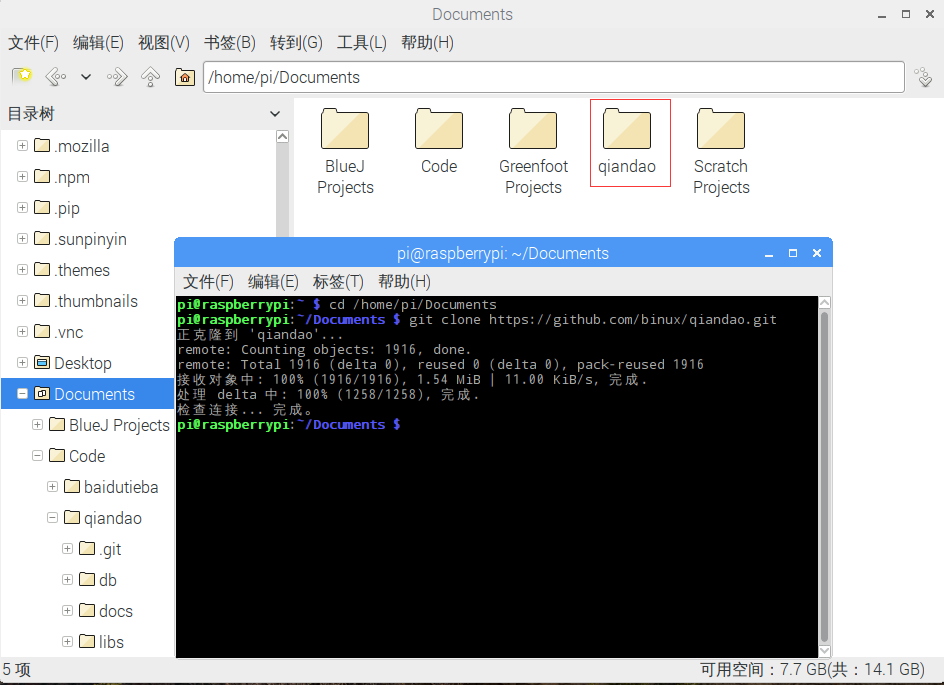 Documents
文件(F) 编辑(E) 视图(V) 书签(B) 转到(G) 工具(L) 帮助(H)
/home/pi/Documents
目录树
.mozilla
.npm
.pip
.sunpinyin
.themes
.thumbnails
.vnc
Desktop
Documents
BlueJ Projects
Code
baidutieba
qiandao
.git
db
docs
libs
BlueJ Projects
Code
Greenfoot Projects
qiandao
Scratch Projects
pi@raspberrypi: ~/Documents
文件(F) 编辑(E) 标签(T) 帮助(H)
pi@raspberrypi:~ $ cd /home/pi/Documents
pi@raspberrypi:~/Documents $ git clone https://github.com/binux/qiandao.git
正克隆到 'qiandao'...
remote: Counting objects: 1916, done.
remote: Total 1916 (delta 0), reused 0 (delta 0), pack-reused 1916
接收对象中: 100% (1916/1916), 1.54 MiB | 11.00 KiB/s, 完成.
处理 delta 中: 100% (1258/1258), 完成.
检查连接... 完成。
pi@raspberrypi:~/Documents $
5 项
可用空间：7.7 GB(共：14.1 GB)